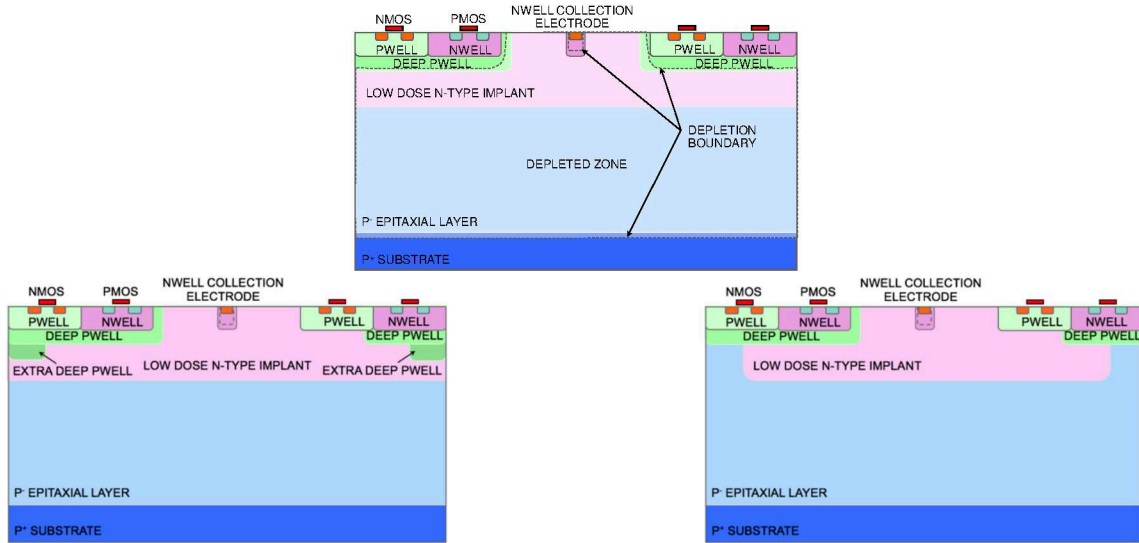 NMOS PMOS NWELL COLLECTION
ELECTRODE
PWELL NWELL PWELL NWELL
DEEP PWELL DEEP PWELL
LOW DOSE N-TYPE IMPLANT
DEPLETION
BOUNDARY
DEPLETED ZONE
P- EPITAXIAL LAYER
P+ SUBSTRATE
NMOS PMOS NWELL COLLECTION
ELECTRODE
PWELL NWELL PWELL NWELL
DEEP PWELL DEEP PWELL
EXTRA DEEP PWELL LOW DOSE N-TYPE IMPLANT EXTRA DEEP PWELL
P- EPITAXIAL LAYER
P+ SUBSTRATE
NMOS PMOS NWELL COLLECTION
ELECTRODE
PWELL NWELL PWELL NWELL
DEEP PWELL DEEP PWELL
LOW DOSE N-TYPE IMPLANT
P- EPITAXIAL LAYER
P+ SUBSTRATE